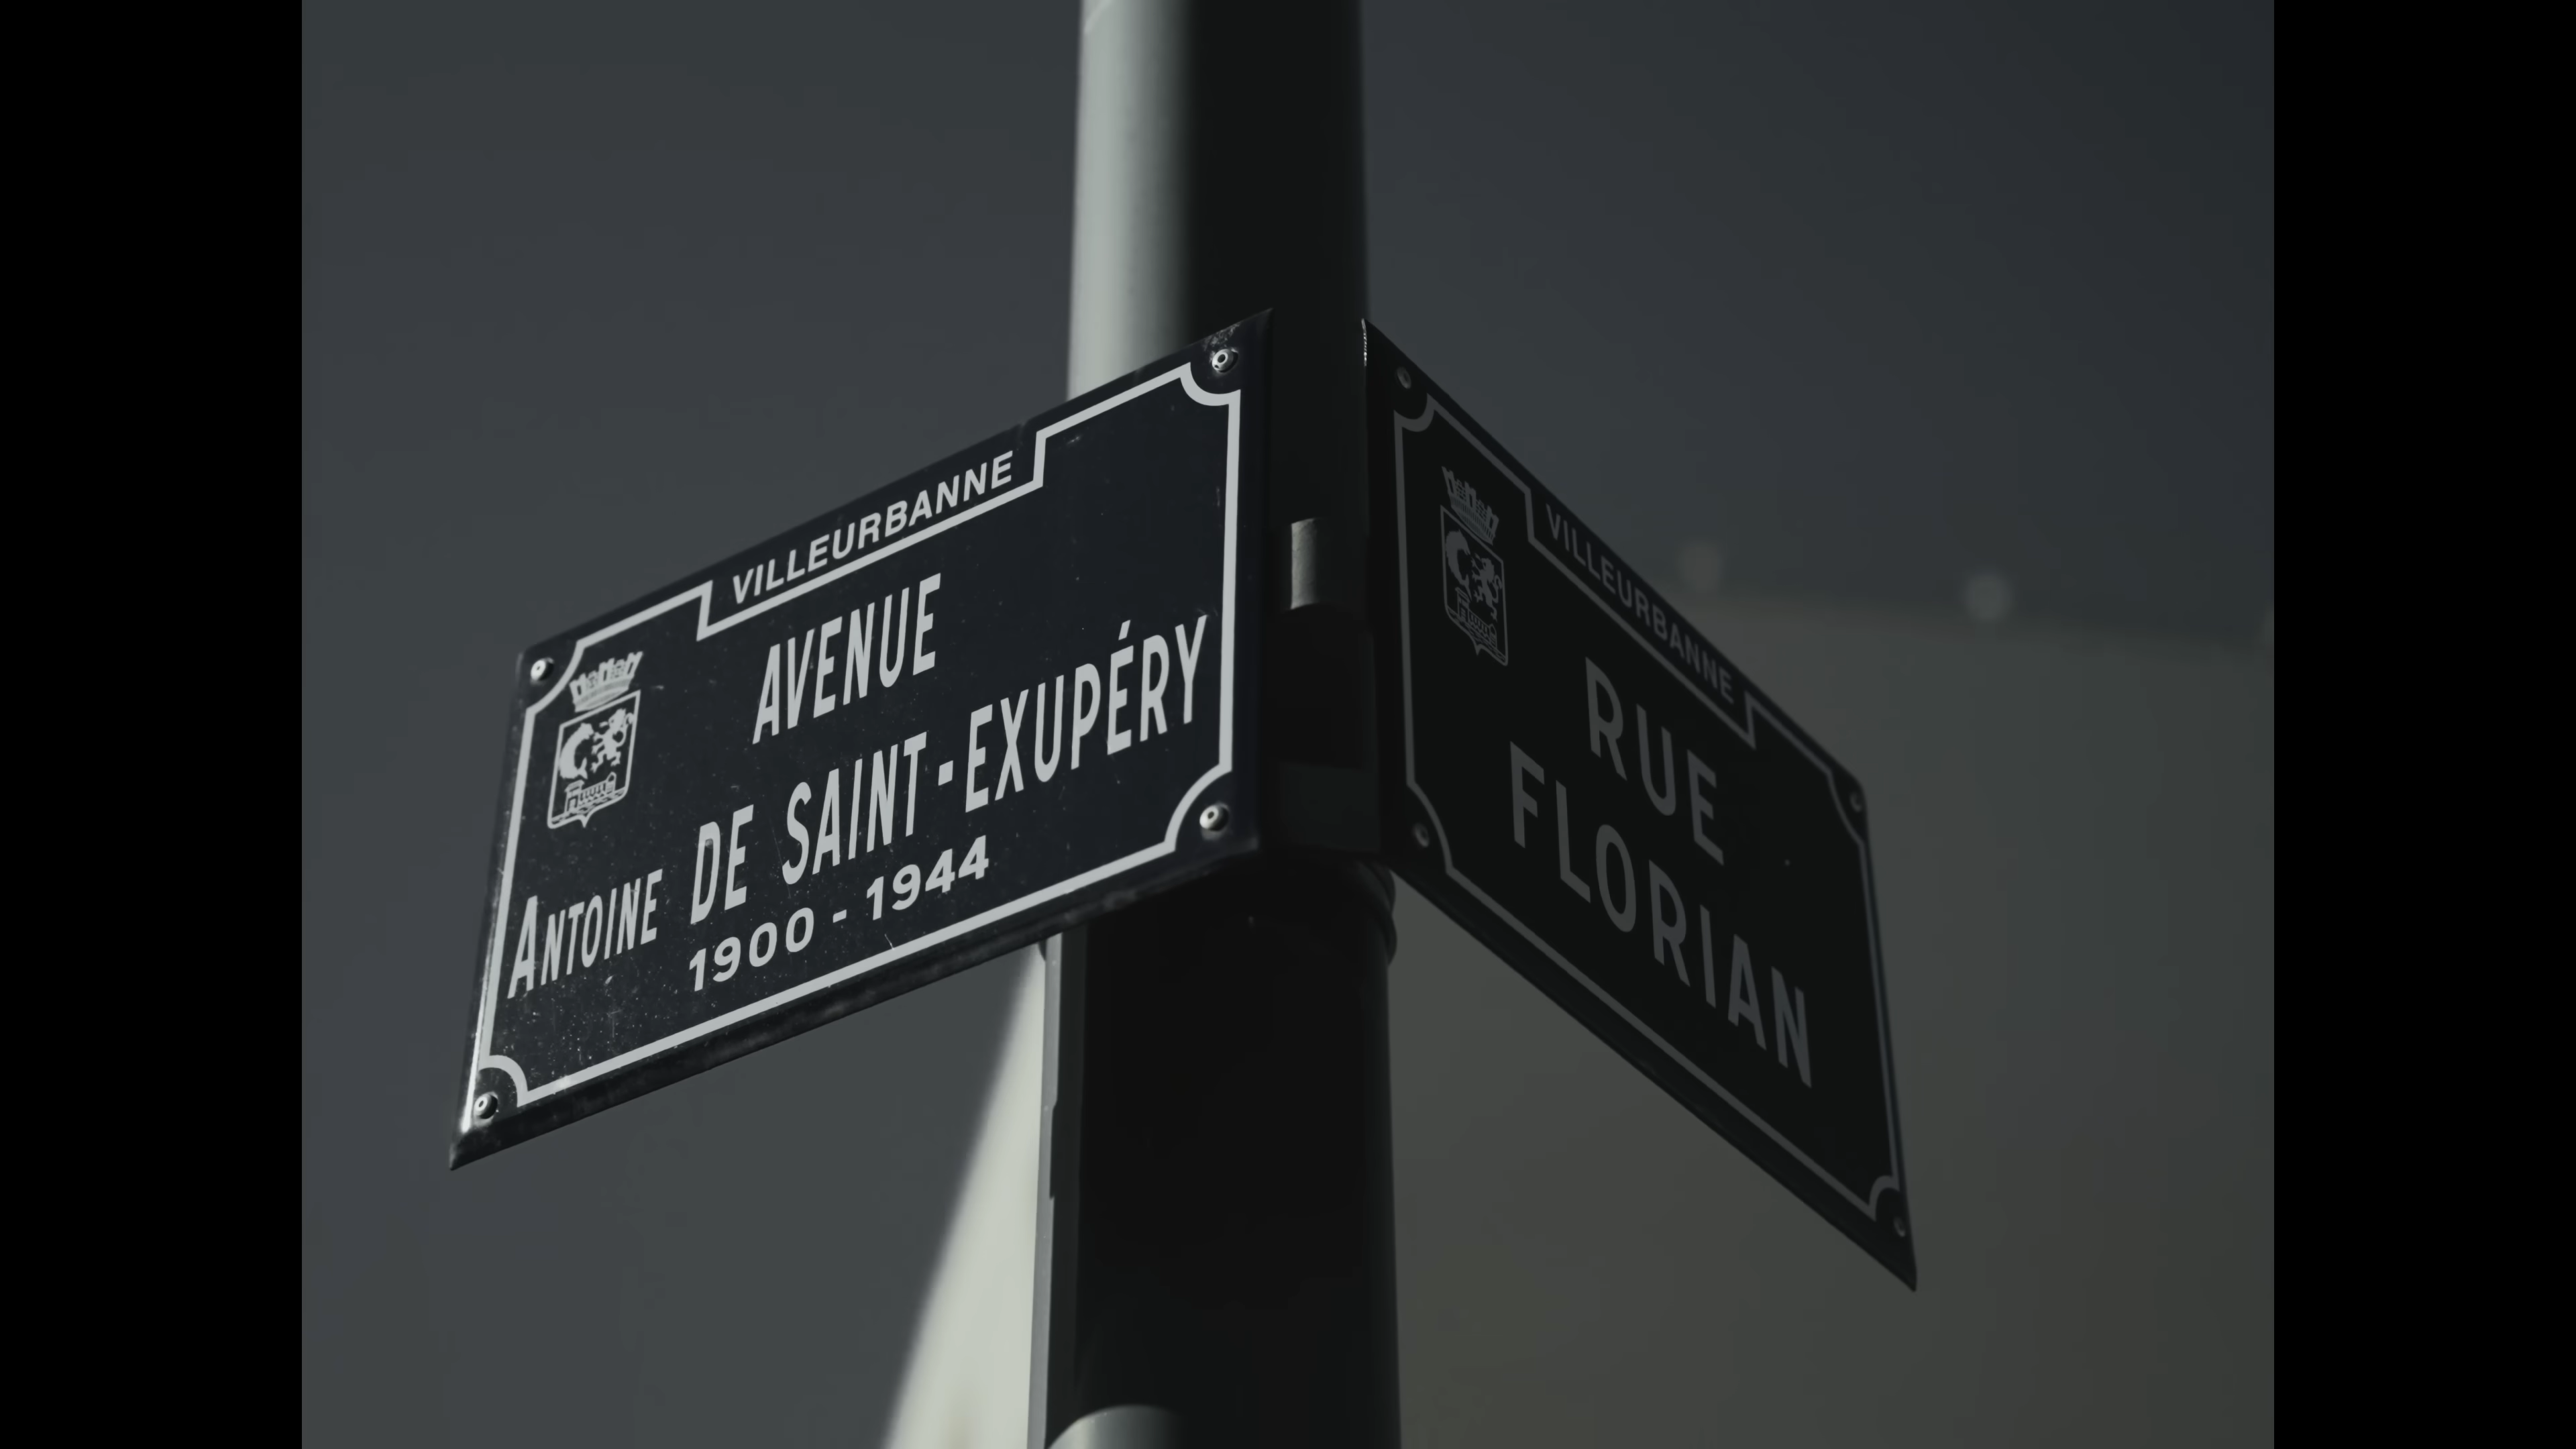 VILLEURBANNE
AVENUE
ANTOINE DE SAINT-EXUPÉRY
1900 - 1944
VILLEURBANNE
RUE
FLORIAN